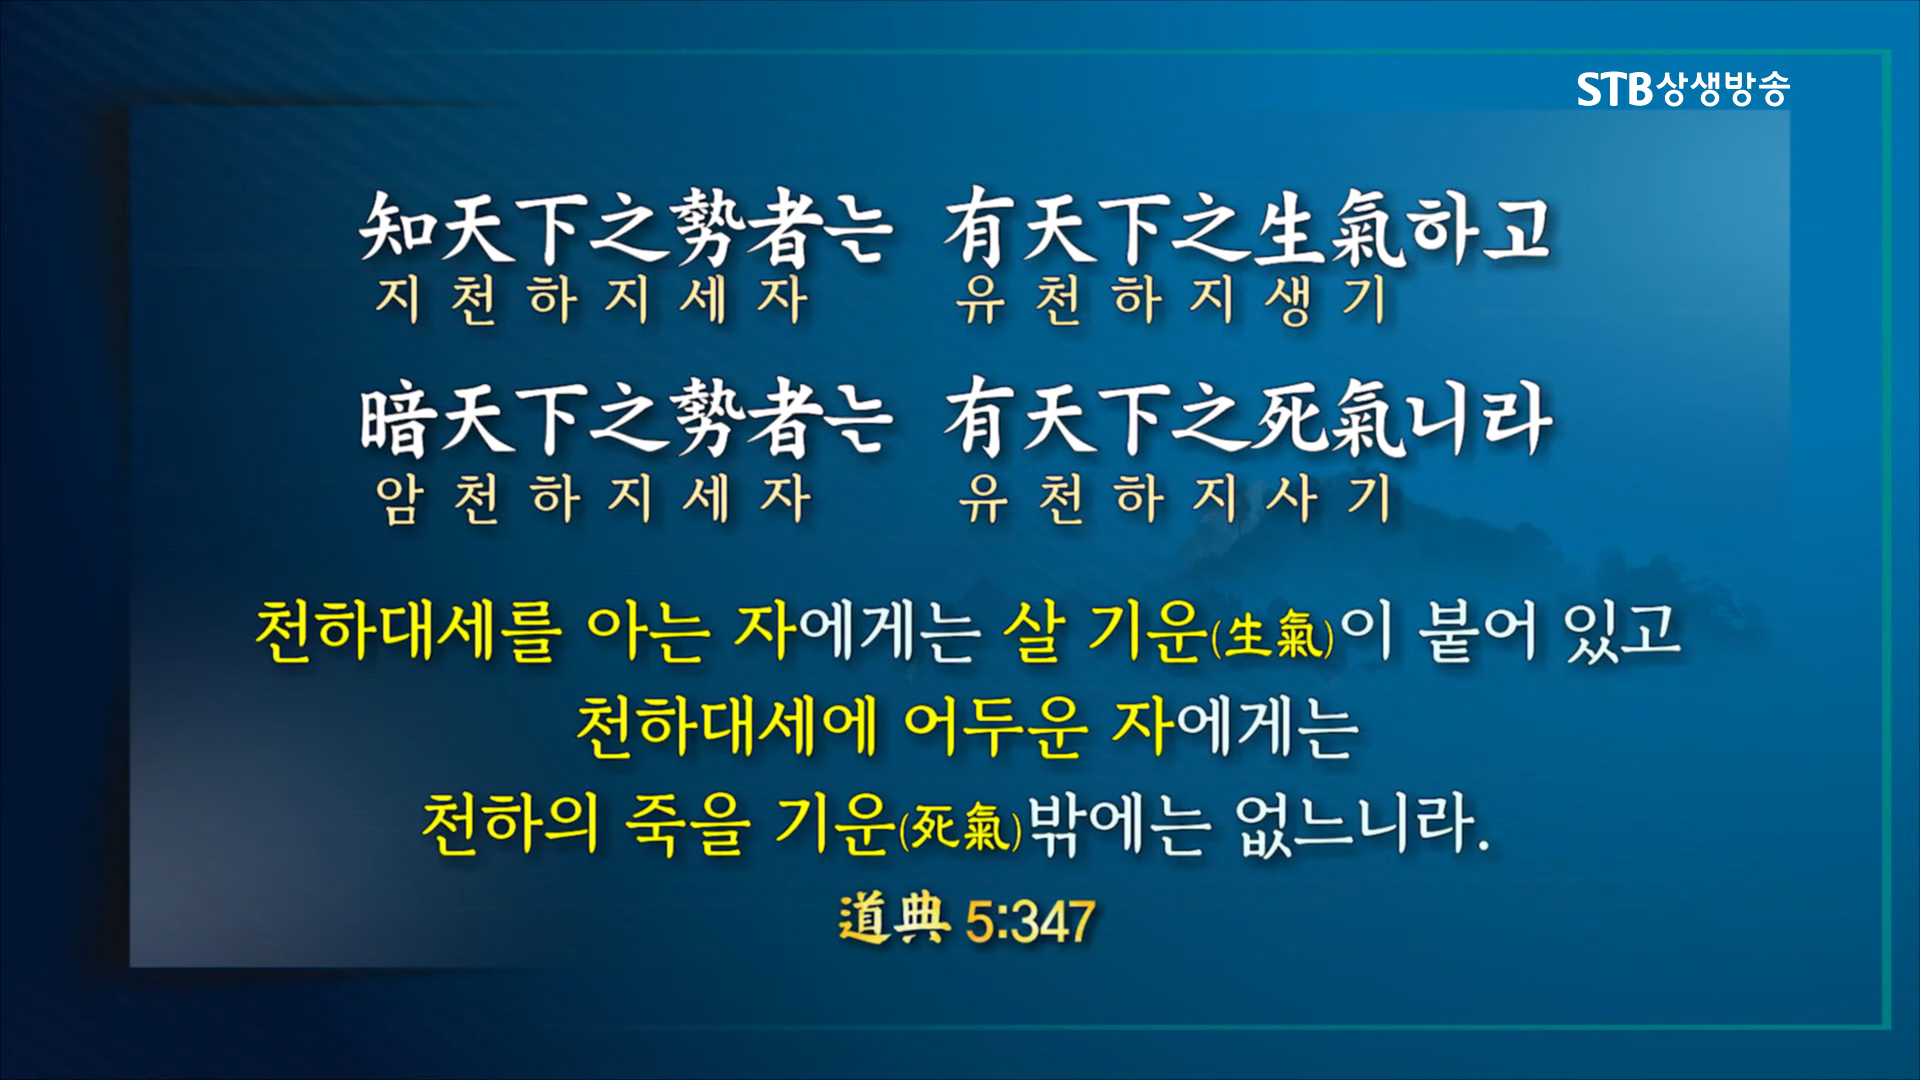 STB상생방송
知天下之勢者는 有天下之生氣하고
지천하지세자 유천하지생기
暗天下之勢者는 有天下之死氣니라
암천하지세자 유천하지사기
천하대세를 아는 자에게는 살 기운(生氣)이 붙어 있고
천하대세에 어두운 자에게는
천하의 죽을 기운(死氣)밖에는 없느니라.
道典 5:347